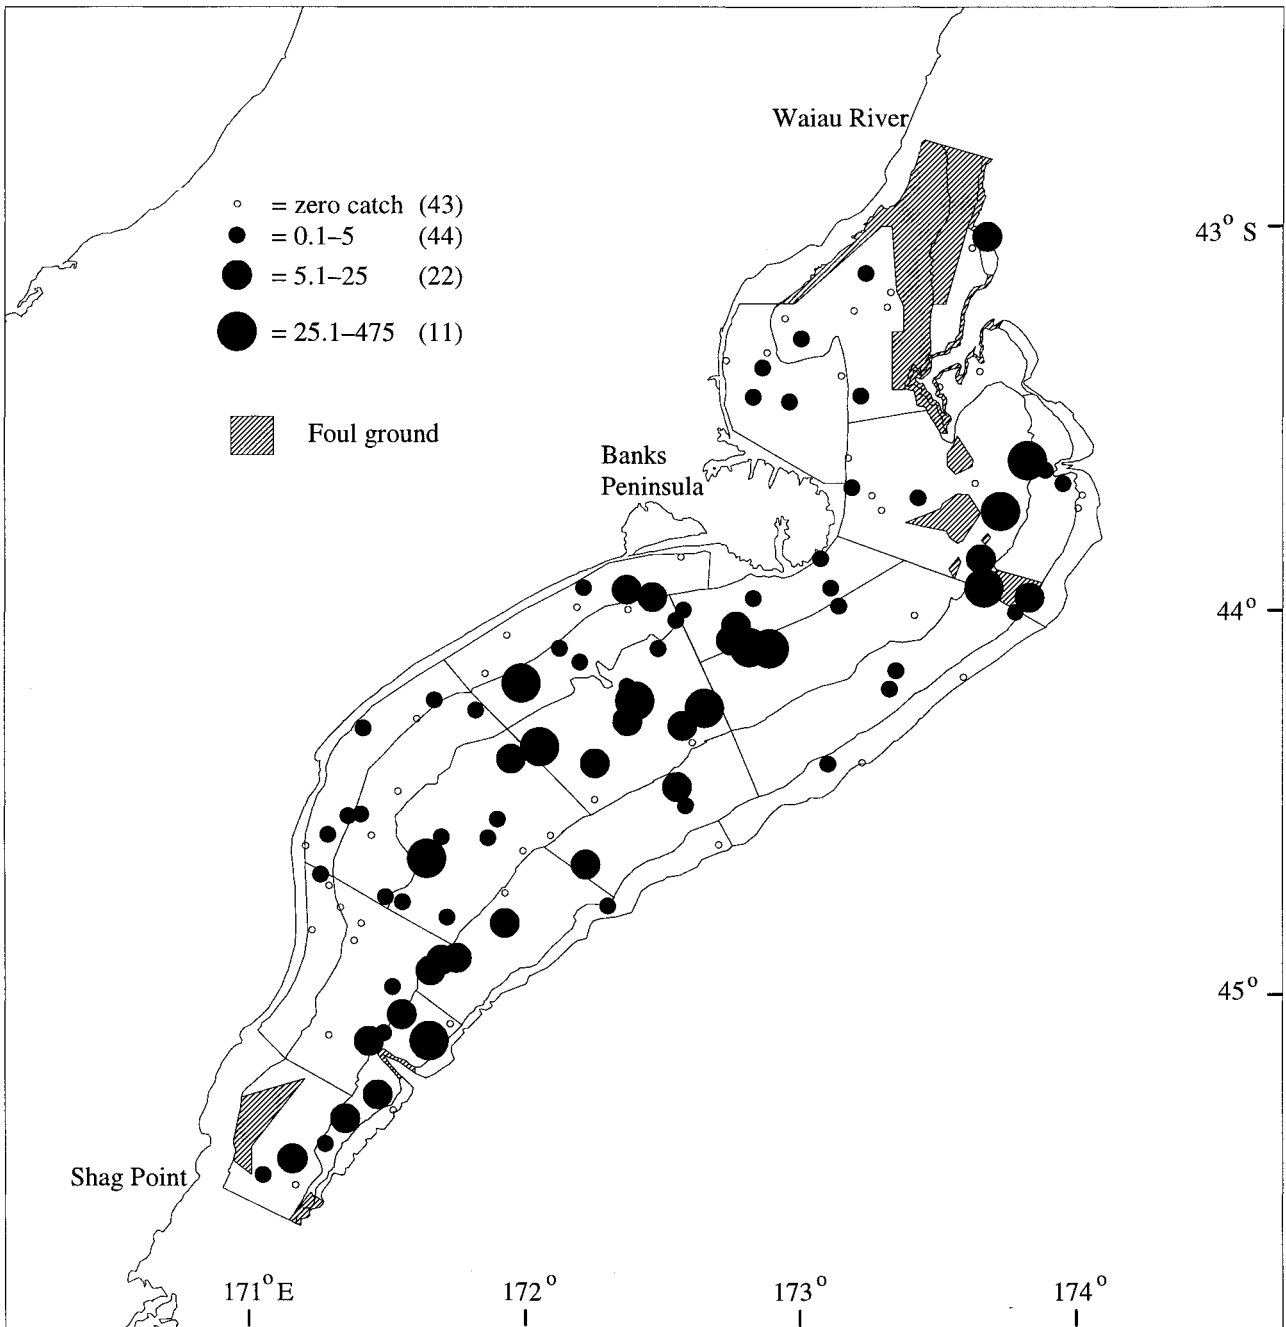 Waiau River
= zero catch (43)
= 0.1–5 (44)
= 5.1–25 (22)
= 25.1–475 (11)
43° S
Foul ground
Banks
Peninsula
44°
45°
Shag Point
171° E 172° 173° 174°